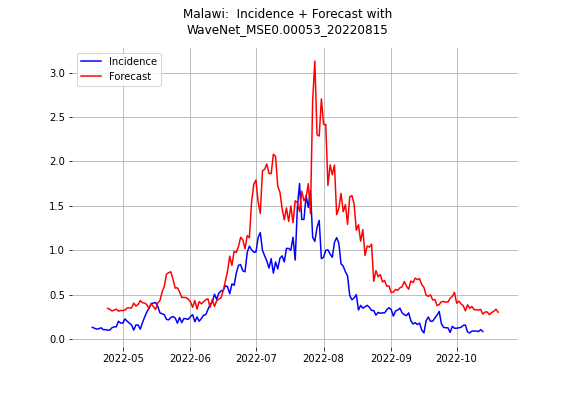 Malawi:  Incidence + Forecast with
WaveNet_MSE0.00053_20220815
Incidence
Forecast
3.0
2.5
2.0
1.5
1.0
0.5
0.0
2022-05 2022-06 2022-07 2022-08 2022-09 2022-10